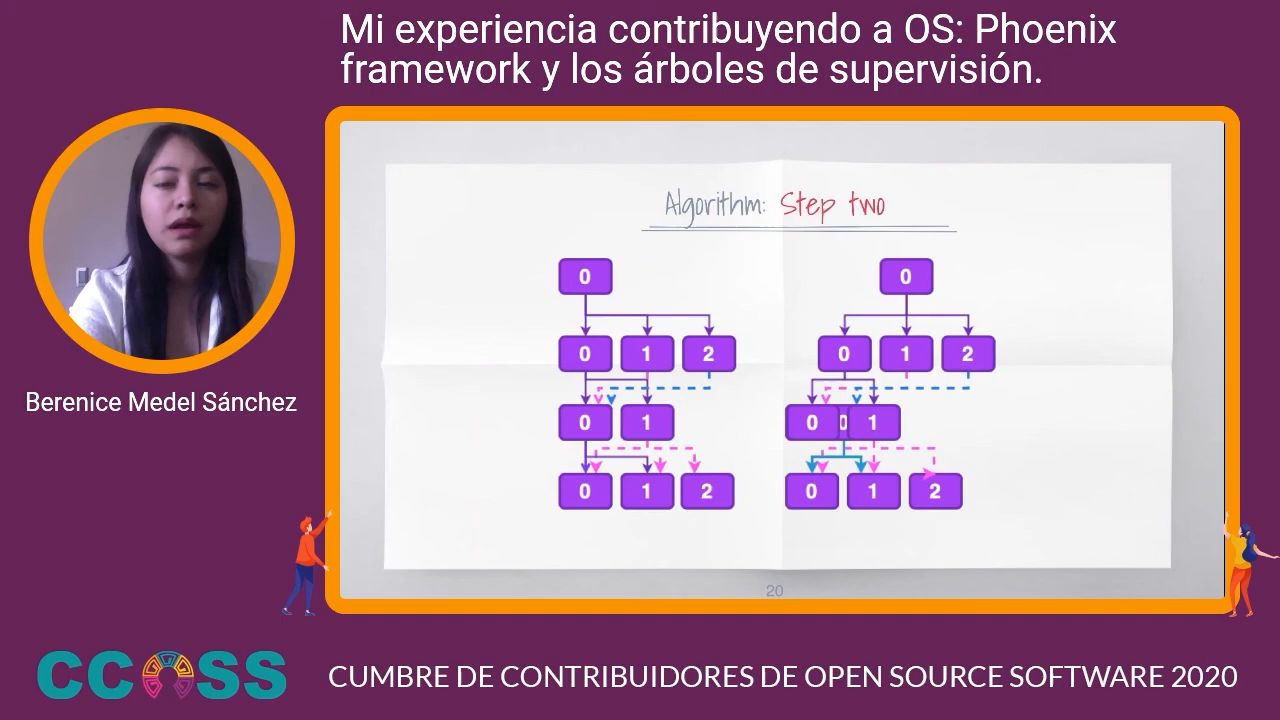 Mi experiencia contribuyendo a OS: Phoenix
framework y los árboles de supervisión.
Algorithm: Step two
0 0
0 1 2 0 1 2
0 1 0 0 1
0 1 2 0 1 2
20
Berenice Medel Sánchez
CCOSS
CUMBRE DE CONTRIBUIDORES DE OPEN SOURCE SOFTWARE 2020